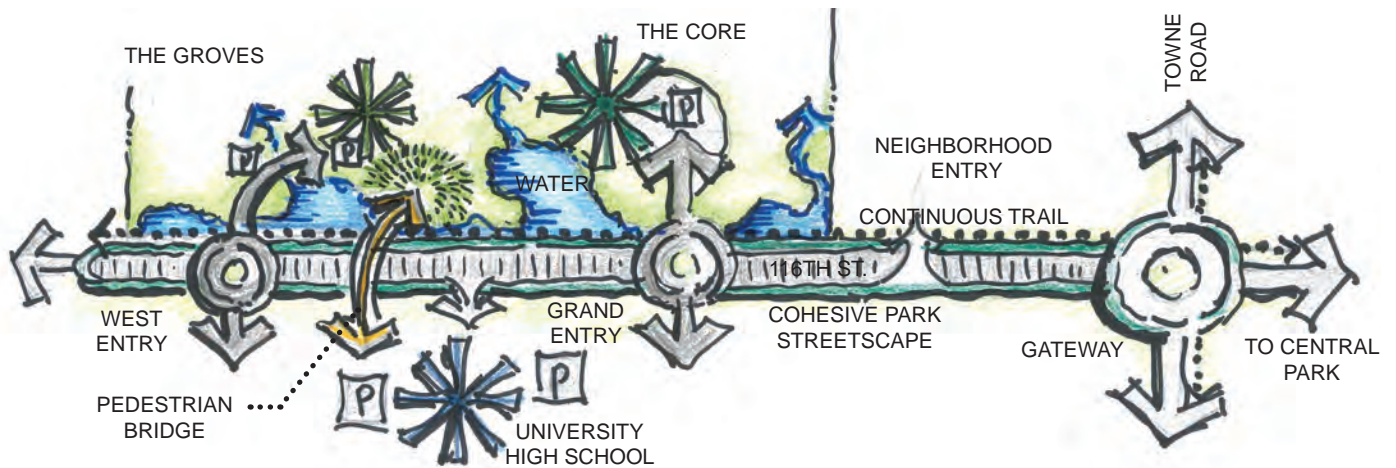 THE GROVES
THE CORE
TOWNE
ROAD
P
P
P
NEIGHBORHOOD
ENTRY
WATER
CONTINUOUS TRAIL
116TH ST.
WEST
ENTRY
GRAND
ENTRY
COHESIVE PARK
STREETSCAPE
GATEWAY
TO CENTRAL
PARK
PEDESTRIAN
BRIDGE
P
P
UNIVERSITY
HIGH SCHOOL